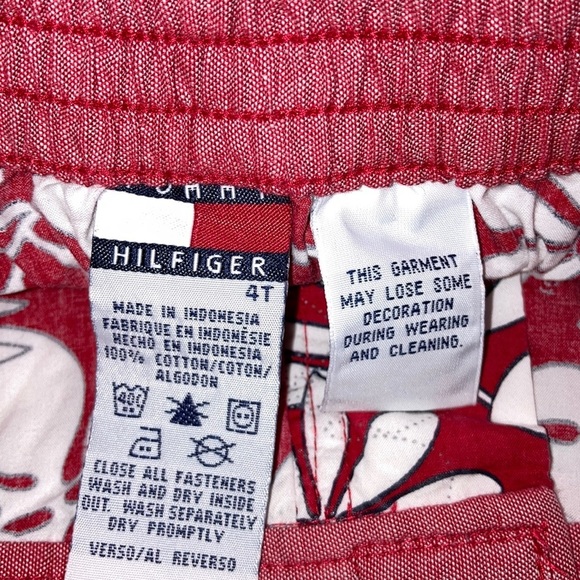 TOMMY
HILFIGER
4T
MADE IN INDONESIA
FABRIQUE EN INDONÉSIE
HECHO EN INDONESIA
100% COTTON/COTON/
ALGODON
CLOSE ALL FASTENERS
WASH AND DRY INSIDE
OUT. WASH SEPARATELY
DRY PROMPTLY
VERSO/AL REVERSO
THIS GARMENT
MAY LOSE SOME
DECORATION
DURING WEARING
AND CLEANING.